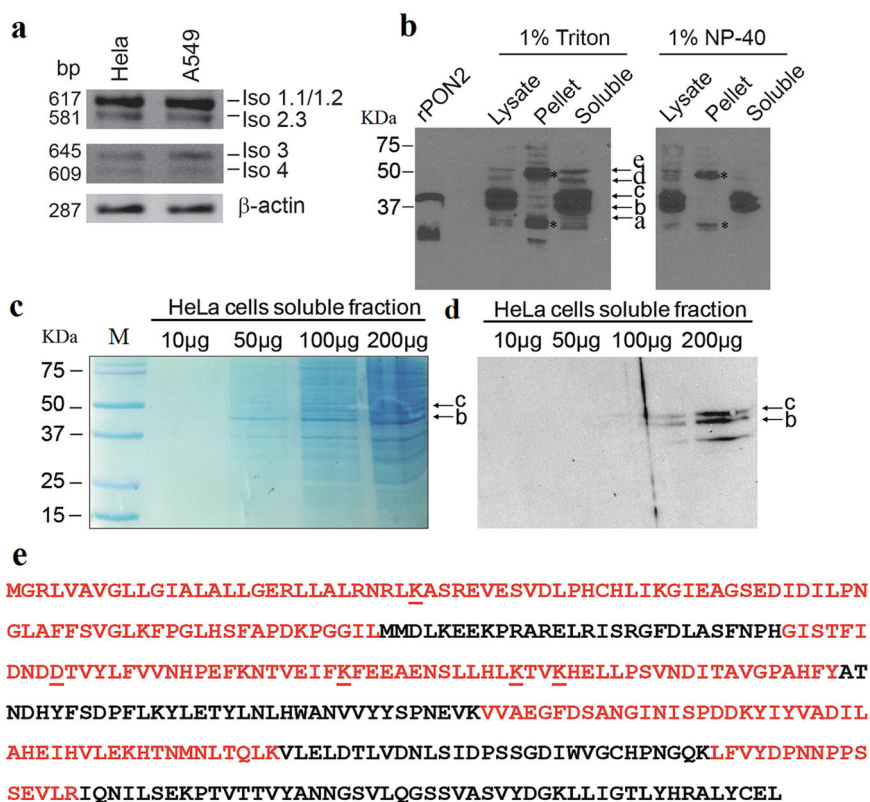 a
bp
Hela
A549
617
Iso 1.1/1.2
581
Iso 2.3
645
Iso 3
609
Iso 4
287
β-actin
b
1% Triton
1% NP-40
KDa
rPON2
Lysate
Pellet
Soluble
Lysate
Pellet
Soluble
75
50
37
*
*
e
d
c
b
a
*
*
c
HeLa cells soluble fraction
KDa
M
10µg
50µg
100µg
200µg
75
50
37
25
15
c
b
d
HeLa cells soluble fraction
10µg
50µg
100µg
200µg
c
b
e
MGRLVAVGLLGIALALLGERLLALRNRLKASREVESVDLPHCHLIKGIEAGSEDIDILPN
GLAFFSVGLKFPGLHSFAPDKPGGILMMDLKEEKPRARELRISRGFDLASFNPHGISTFI
DNDDTVYLFVVNHPEFKNTVEIFKFEEAENSLLHLKTVKHELLPSVNDITAVGPAHFYAT
NDHYFSDPFLKYLETYLNLHWANVVYYSPNEVKVVAEGFDSANGINISPDDKYIYVADIL
AHEIHVLEKHTNMNLTQLKVLELDTLVDNLSIDPSSGDIWVGCHPNGQKLFVYDPNNPPS
SEVLRIQNILSEKPTVTTVYANNGSVLQGSSVASVYDGKLLIGTLYHRALYCEL